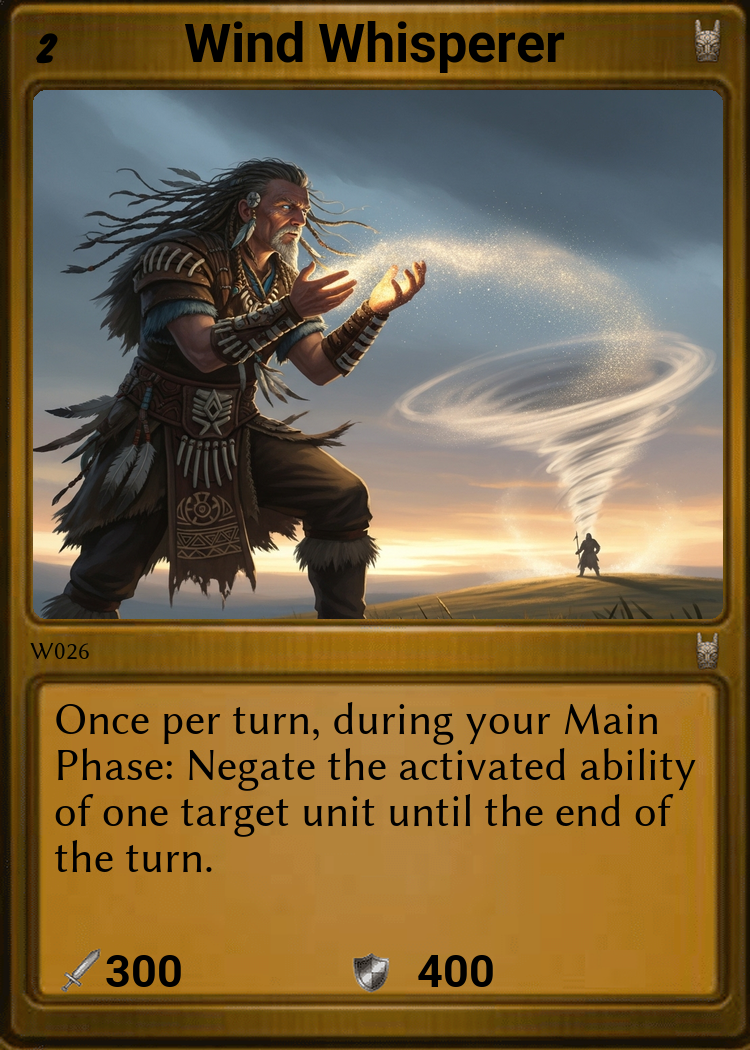 2
Wind Whisperer
W026
Once per turn, during your Main
Phase: Negate the activated ability
of one target unit until the end of
the turn.
300
400